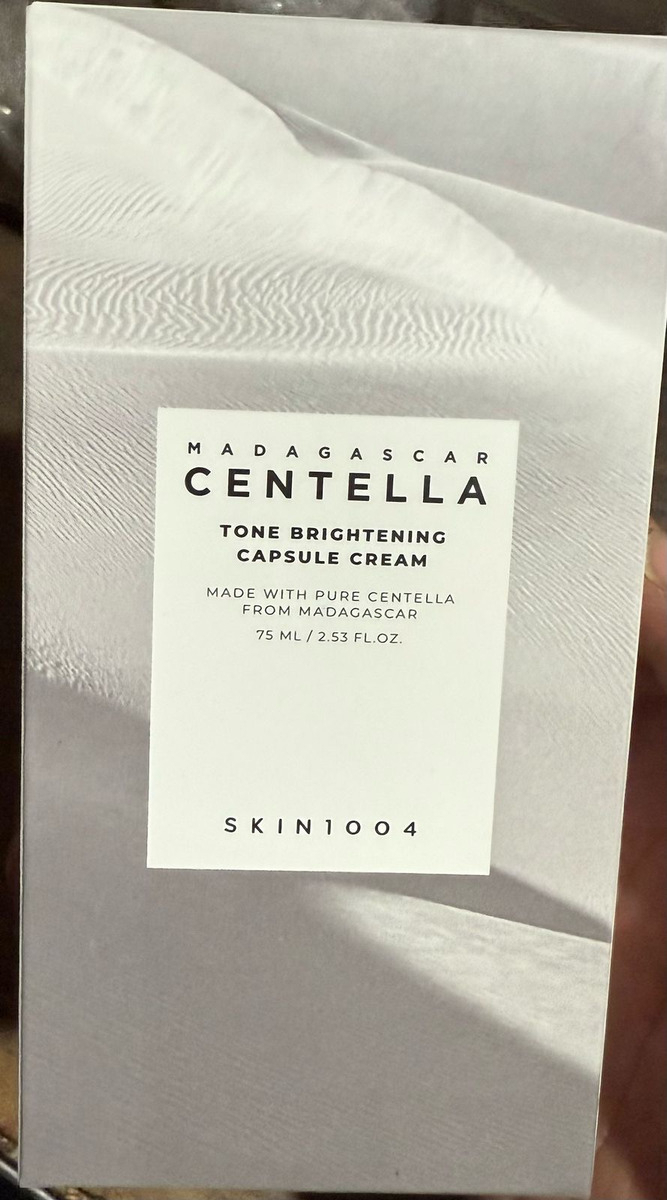 MADAGASCAR
CENTELLA
TONE BRIGHTENING
CAPSULE CREAM
MADE WITH PURE CENTELLA
FROM MADAGASCAR
75 ML / 2.53 FL.OZ.
SKIN1004